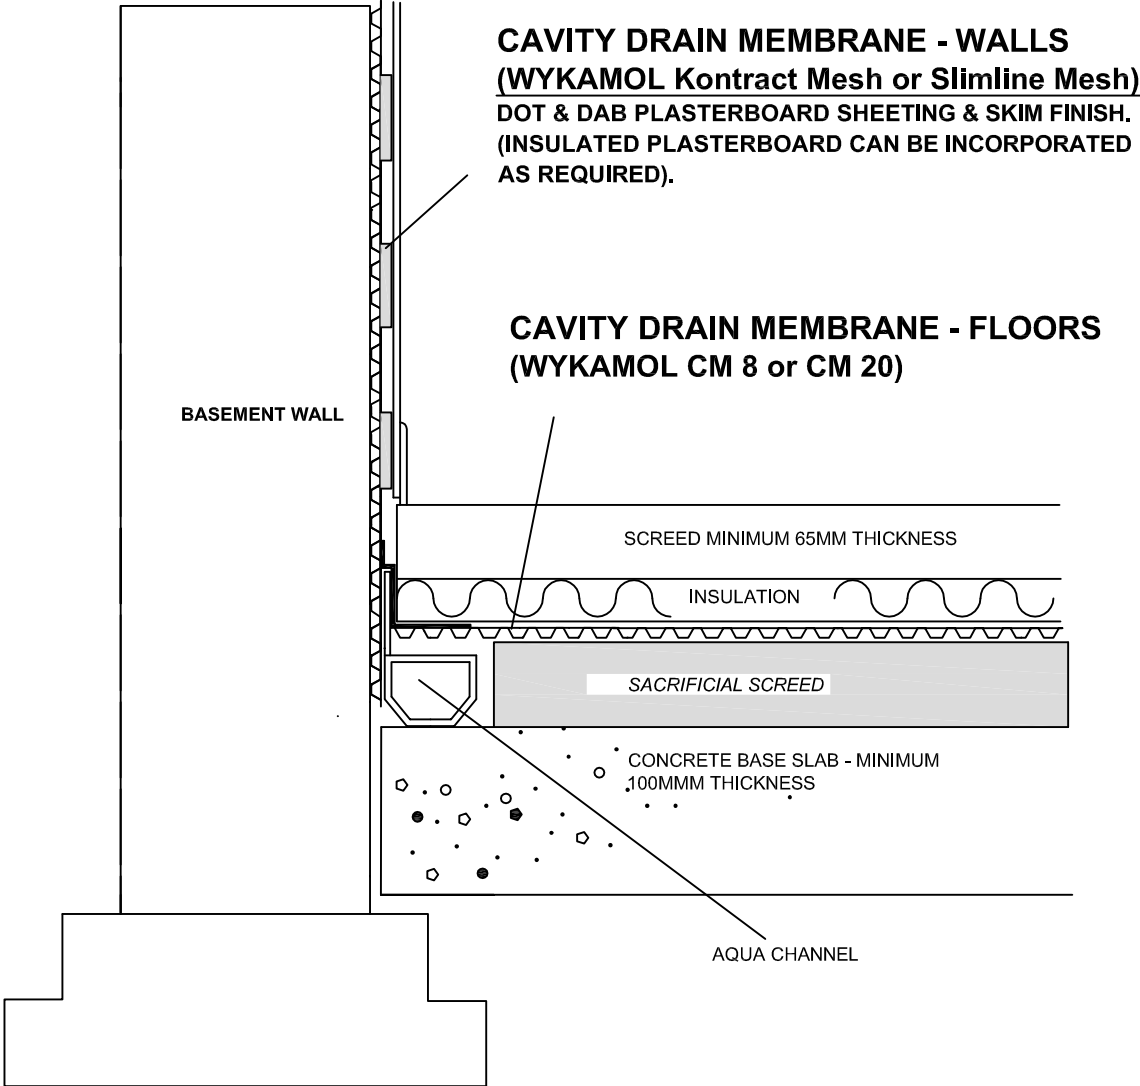 CAVITY DRAIN MEMBRANE - WALLS
(WYKAMOL Kontract Mesh or Slimline Mesh)
DOT & DAB PLASTERBOARD SHEETING & SKIM FINISH.
(INSULATED PLASTERBOARD CAN BE INCORPORATED
AS REQUIRED).
CAVITY DRAIN MEMBRANE - FLOORS
(WYKAMOL CM 8 or CM 20)
BASEMENT WALL
SCREED MINIMUM 65MM THICKNESS
INSULATION
SACRIFICIAL SCREED
CONCRETE BASE SLAB - MINIMUM
100MMM THICKNESS
AQUA CHANNEL